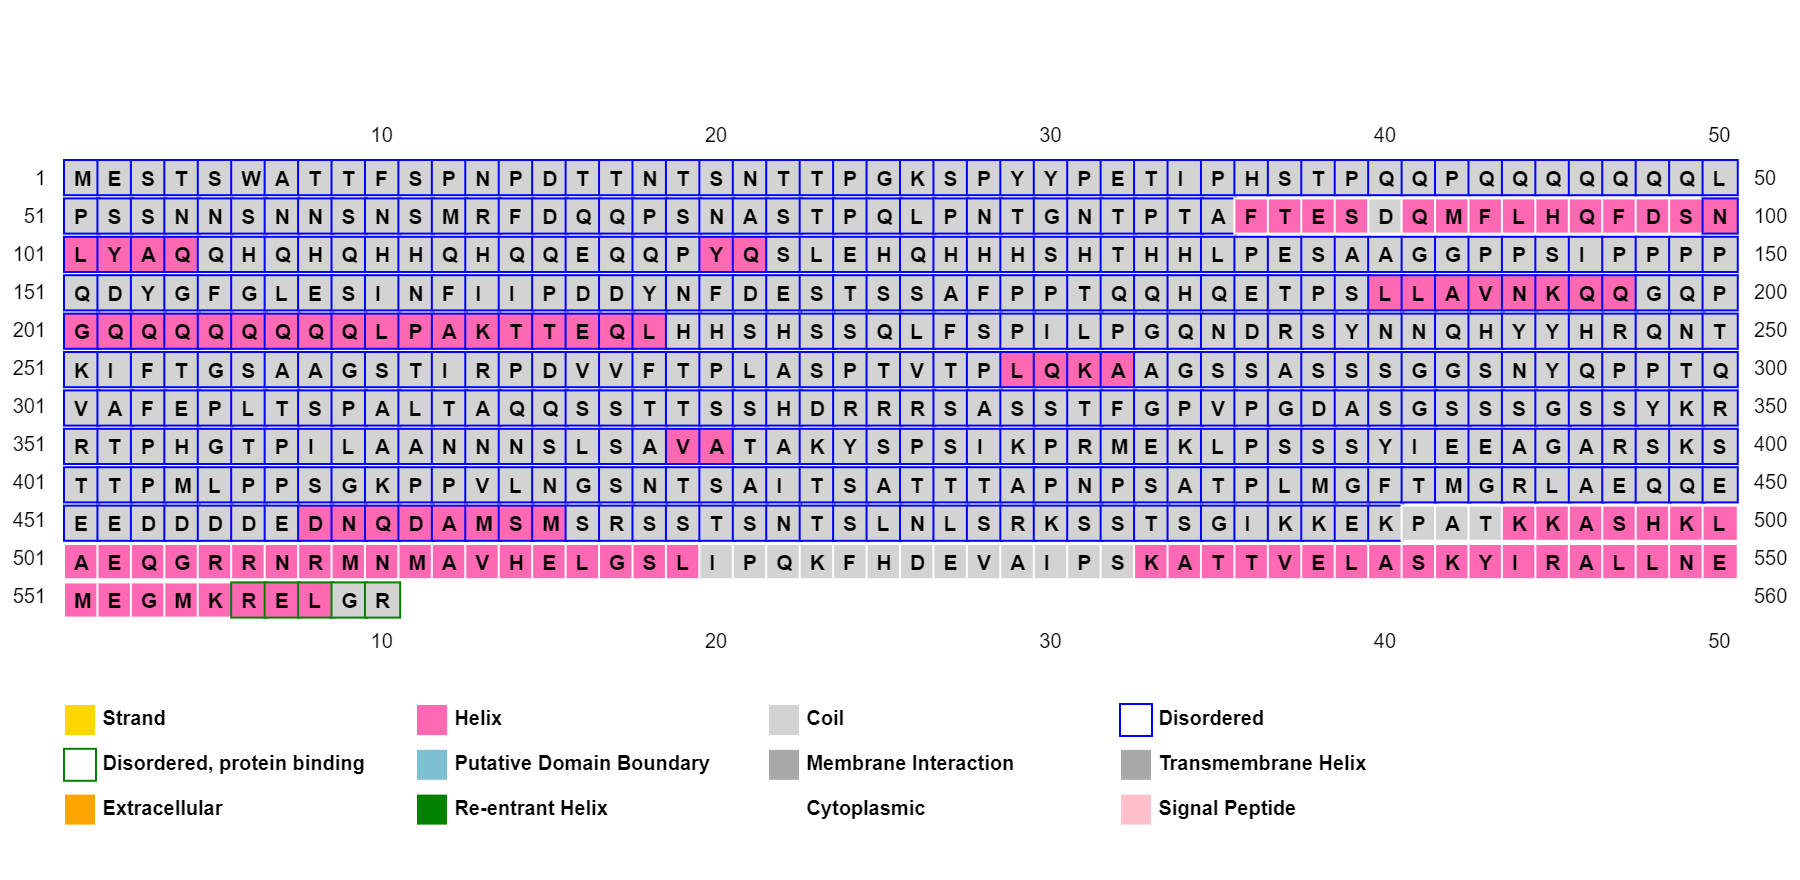 10 20 30 40 50
1 M E S T S W A T T F S P N P D T T N T S N T T P G K S P Y Y P E T I P H S T P Q Q P Q Q Q Q Q Q Q L 50
51 P S S N N S N N S N S M R F D Q Q P S N A S T P Q L P N T G N T P T A F T E S D Q M F L H Q F D S N 100
101 L Y A Q Q H Q H Q H H Q H Q Q E Q Q P Y Q S L E H Q H H H S H T H H L P E S A A G G P P S I P P P P 150
151 Q D Y G F G L E S I N F I I P D D Y N F D E S T S S A F P P T Q Q H Q E T P S L L A V N K Q Q G Q P 200
201 G Q Q Q Q Q Q Q Q L P A K T T E Q L H H S H S S Q L F S P I L P G Q N D R S Y N N Q H Y Y H R Q N T 250
251 K I F T G S A A G S T I R P D V V F T P L A S P T V T P L Q K A A G S S A S S S G G S N Y Q P P T Q 300
301 V A F E P L T S P A L T A Q Q S S T T S S H D R R R S A S S T F G P V P G D A S G S S S G S S Y K R 350
351 R T P H G T P I L A A N N N S L S A V A T A K Y S P S I K P R M E K L P S S S Y I E E A G A R S K S 400
401 T T P M L P P S G K P P V L N G S N T S A I T S A T T T A P N P S A T P L M G F T M G R L A E Q Q E 450
451 E E D D D D E D N Q D A M S M S R S S T S N T S L N L S R K S S T S G I K K E K P A T K K A S H K L 500
501 A E Q G R R N R M N M A V H E L G S L I P Q K F H D E V A I P S K A T T V E L A S K Y I R A L L N E 550
551 M E G M K R E L G R 560
10 20 30 40 50
Strand Helix Coil Disordered
Disordered, protein binding Putative Domain Boundary Membrane Interaction Transmembrane Helix
Extracellular Re-entrant Helix Cytoplasmic Signal Peptide